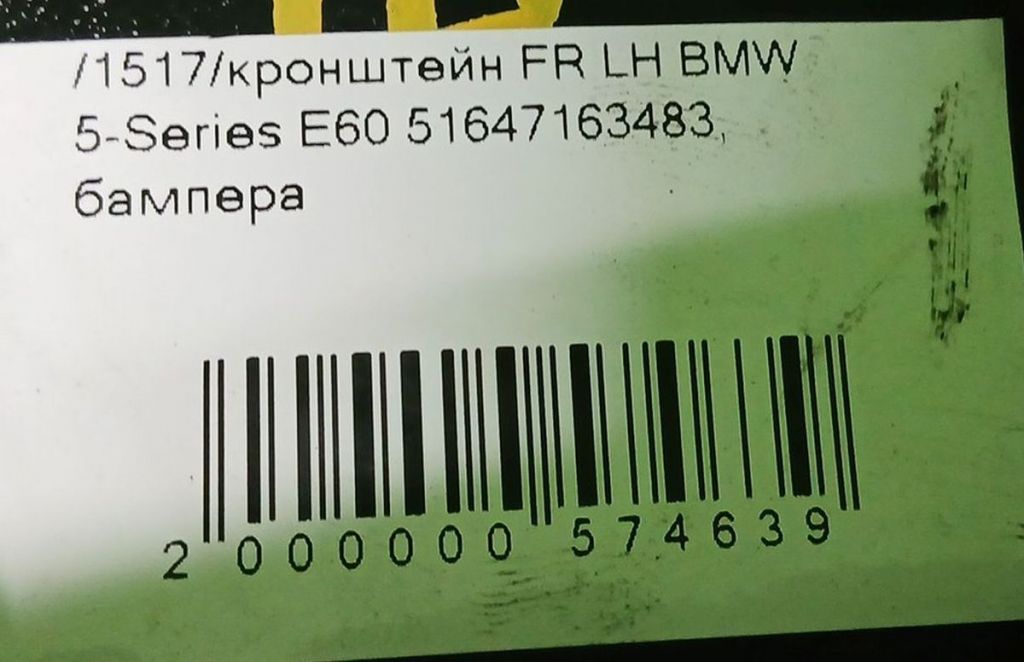 /1517/кронштейн FR LH BMW
5-Series E60 51647163483,
бампера
2 000000 574639